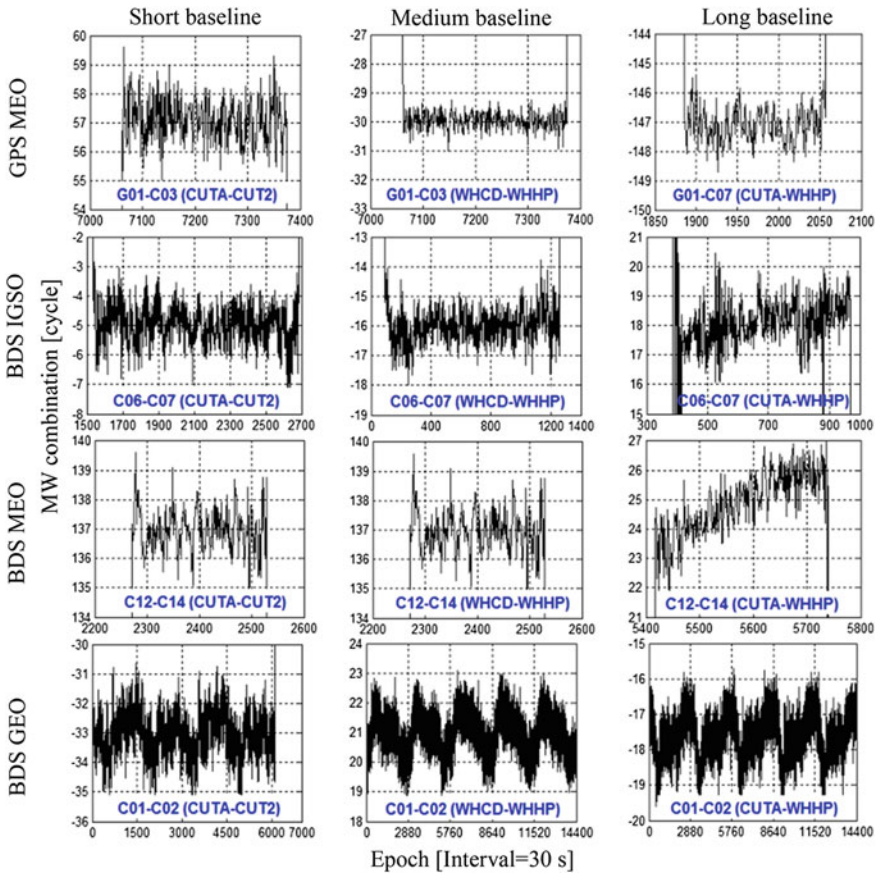 Short baseline Medium baseline Long baseline
GPS MEO
60
59
58
57
56
55
54
G01-C03 (CUTA-CUT2)
7000 7100 7200 7300 7400
-27
-28
-29
-30
-31
-32
-33
G01-C03 (WHCD-WHHP)
7000 7100 7200 7300 7400
-144
-145
-146
-147
-148
-149
-150
G01-C07 (CUTA-WHHP)
1850 1900 1950 2000 2050 2100
BDS IGSO
MW combination [cycle]
-2
-3
-4
-5
-6
-7
-8
C06-C07 (CUTA-CUT2)
1500 1700 1900 2100 2300 2500 2700
-13
-14
-15
-16
-17
-18
-19
C06-C07 (WHCD-WHHP)
0 400 800 1200 1400
21
20
19
18
17
16
15
C06-C07 (CUTA-WHHP)
300 500 700 900 1000
BDS MEO
140
139
138
137
136
135
134
C12-C14 (CUTA-CUT2)
2200 2300 2400 2500 2600
140
139
138
137
136
135
134
C12-C14 (WHCD-WHHP)
2200 2300 2400 2500 2600
27
26
25
24
23
22
21
C12-C14 (CUTA-WHHP)
5400 5500 5600 5700 5800
BDS GEO
-30
-31
-32
-33
-34
-35
-36
C01-C02 (CUTA-CUT2)
0 1500 3000 4500 6000 7000
24
23
22
21
20
19
18
C01-C02 (WHCD-WHHP)
0 2880 5760 8640 11520 14400
-15
-16
-17
-18
-19
-20
C01-C02 (CUTA-WHHP)
0 2880 5760 8640 11520 14400
Epoch [Interval=30 s]